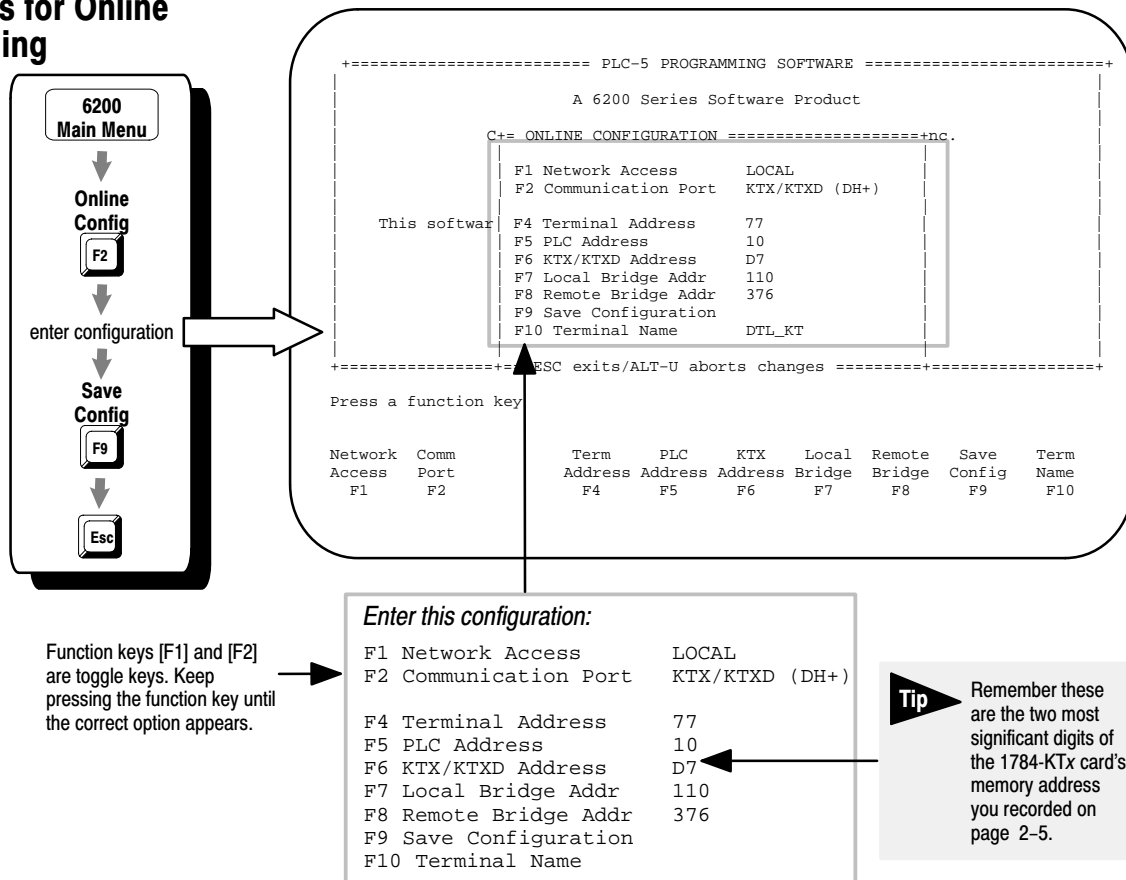 s for Online
ing
6200
Main Menu
Online
Config
F2
enter configuration
Save
Config
F9
Esc
+========================= PLC-5 PROGRAMMING SOFTWARE =========================+
A 6200 Series Software Product
C+= ONLINE CONFIGURATION ====================+nc.
F1 Network Access LOCAL
F2 Communication Port KTX/KTXD (DH+)
This softwar F4 Terminal Address 77
F5 PLC Address 10
F6 KTX/KTXD Address D7
F7 Local Bridge Addr 110
F8 Remote Bridge Addr 376
F9 Save Configuration
F10 Terminal Name DTL_KT
+================+= ESC exits/ALT-U aborts changes =========+=================+
Press a function key
Network Comm Term PLC KTX Local Remote Save Term
Access Port Address Address Address Bridge Bridge Config Name
F1 F2 F4 F5 F6 F7 F8 F9 F10
Function keys [F1] and [F2]
are toggle keys. Keep
pressing the function key until
the correct option appears.
Enter this configuration:
F1 Network Access LOCAL
F2 Communication Port KTX/KTXD (DH+)
F4 Terminal Address 77
F5 PLC Address 10
F6 KTX/KTXD Address D7
F7 Local Bridge Addr 110
F8 Remote Bridge Addr 376
F9 Save Configuration
F10 Terminal Name
Tip
Remember these
are the two most
significant digits of
the 1784-KTx card's
memory address
you recorded on
page 2-5.